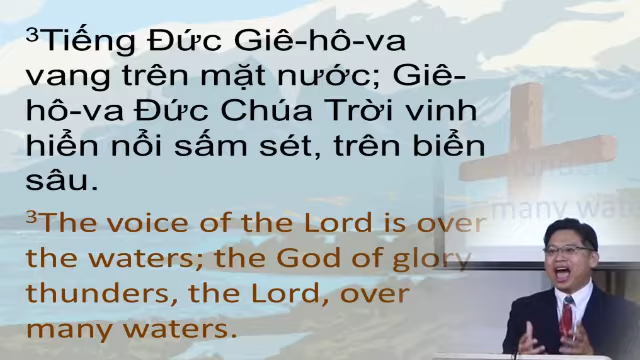 ³Tiếng Đức Giê-hô-va
vang trên mặt nước; Giê-
hô-va Đức Chúa Trời vinh
hiển nổi sấm sét, trên biển
sâu.
³The voice of the Lord is over
the waters; the God of glory
thunders, the Lord, over
many waters.
many wate